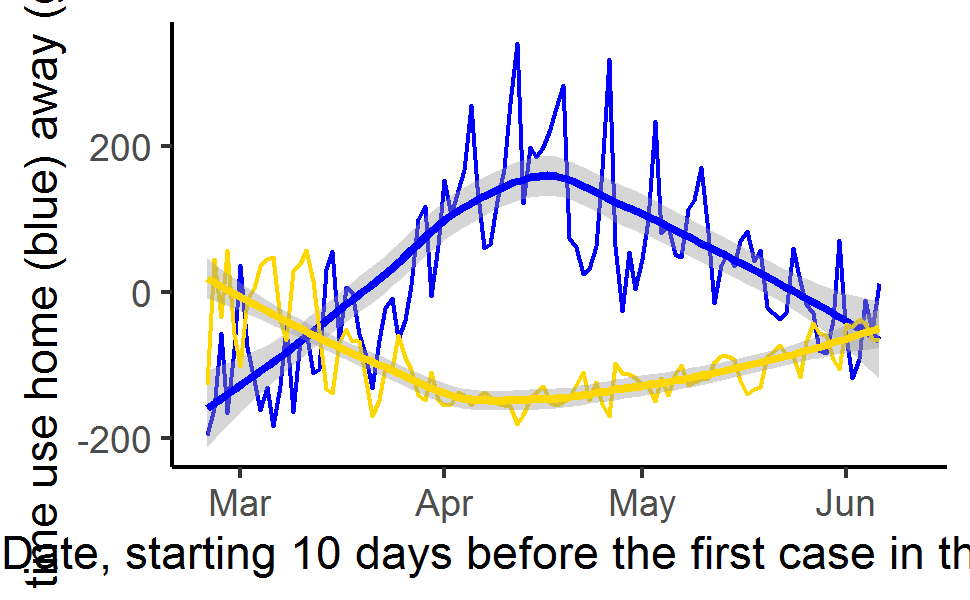 time use home (blue) away (
200
0
-200
Mar Apr May Jun
Date, starting 10 days before the first case in th